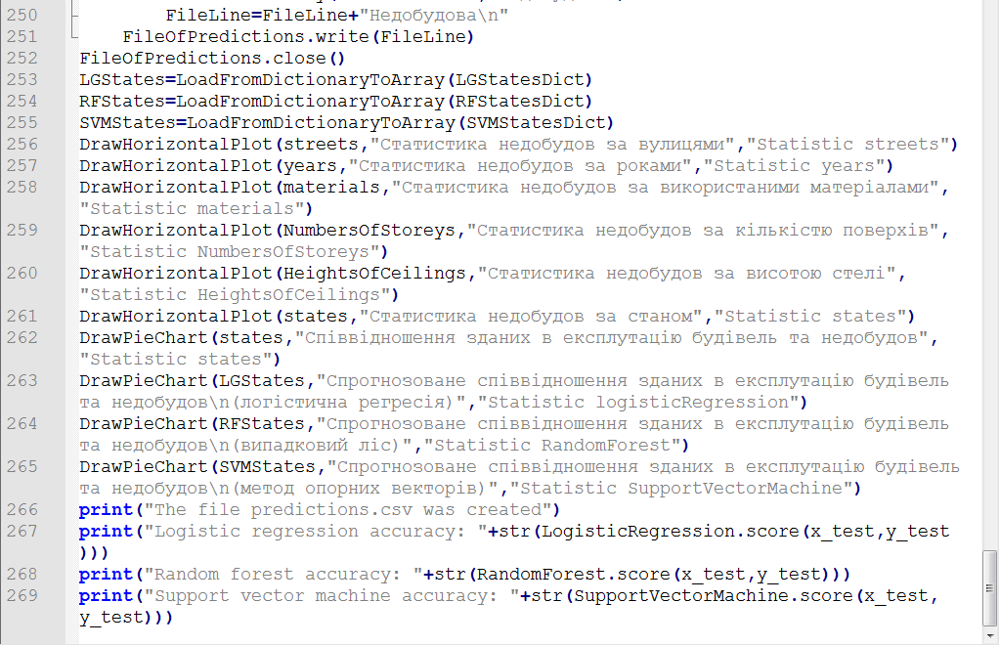 250 FileLine=FileLine+"Недобудова\n"
251 FileOfPredictions.write(FileLine)
252 FileOfPredictions.close()
253 LGStates=LoadFromDictionaryToArray(LGStatesDict)
254 RFStates=LoadFromDictionaryToArray(RFStatesDict)
255 SVMStates=LoadFromDictionaryToArray(SVMStatesDict)
256 DrawHorizontalPlot(streets,"Статистика недобудов за вулицями","Statistic streets")
257 DrawHorizontalPlot(years,"Статистика недобудов за роками","Statistic years")
258 DrawHorizontalPlot(materials,"Статистика недобудов за використаними матеріалами",
"Statistic materials")
259 DrawHorizontalPlot(NumbersOfStoreys,"Статистика недобудов за кількістю поверхів",
"Statistic NumbersOfStoreys")
260 DrawHorizontalPlot(HeightsOfCeilings,"Статистика недобудов за висотою стелі",
"Statistic HeightsOfCeilings")
261 DrawHorizontalPlot(states,"Статистика недобудов за станом","Statistic states")
262 DrawPieChart(states,"Співвідношення зданих в експлутацію будівель та недобудов",
"Statistic states")
263 DrawPieChart(LGStates,"Спрогнозоване співвідношення зданих в експлутацію будівель
та недобудов\n(логістична регресія)","Statistic logisticRegression")
264 DrawPieChart(RFStates,"Спрогнозоване співвідношення зданих в експлутацію будівель
та недобудов\n(випадковий ліс)","Statistic RandomForest")
265 DrawPieChart(SVMStates,"Спрогнозоване співвідношення зданих в експлутацію будівель
та недобудов\n(метод опорних векторів)","Statistic SupportVectorMachine")
266 print("The file predictions.csv was created")
267 print("Logistic regression accuracy: "+str(LogisticRegression.score(x_test,y_test
)))
268 print("Random forest accuracy: "+str(RandomForest.score(x_test,y_test)))
269 print("Support vector machine accuracy: "+str(SupportVectorMachine.score(x_test,
y_test)))